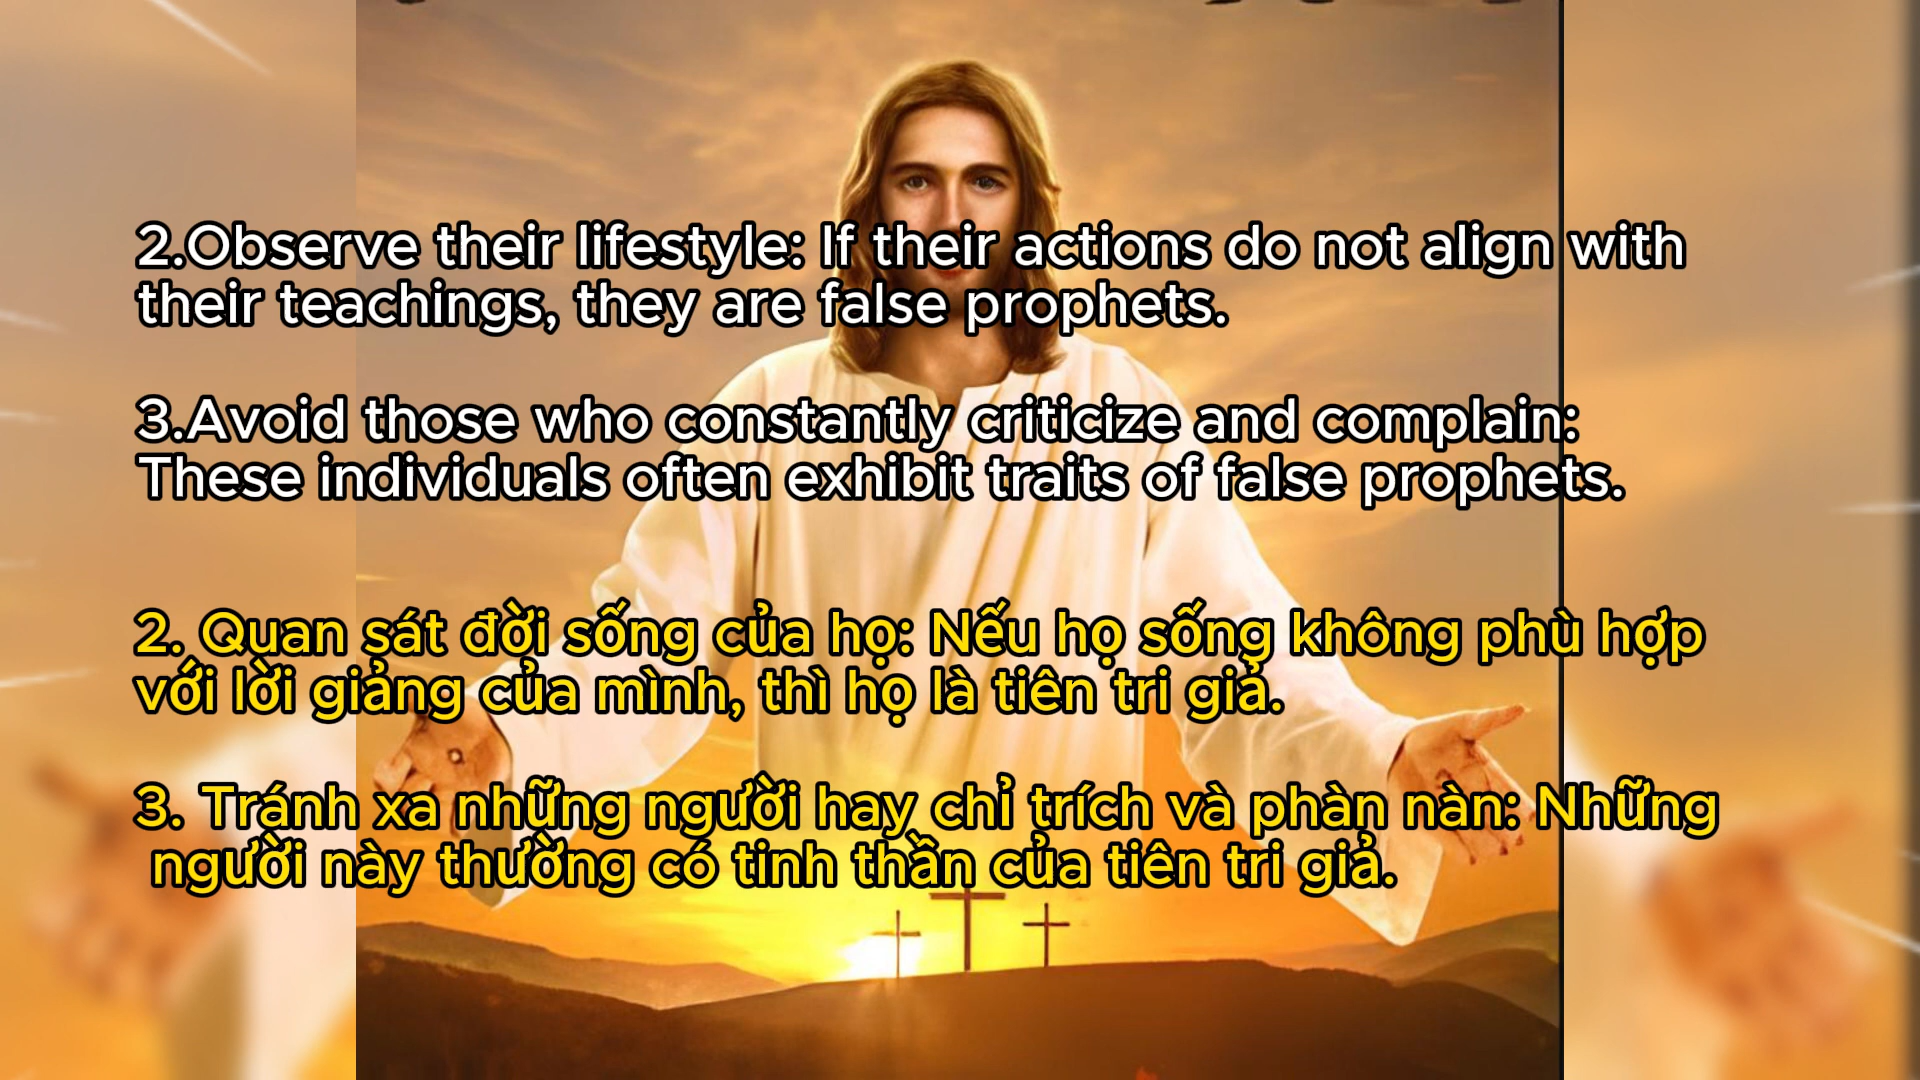 2.Observe their lifestyle: If their actions do not align with
their teachings, they are false prophets.
3.Avoid those who constantly criticize and complain:
These individuals often exhibit traits of false prophets.
2. Quan sát đời sống của họ: Nếu họ sống không phù hợp
với lời giảng của mình, thì họ là tiên tri giả.
3. Tránh xa những người hay chỉ trích và phàn nàn: Những
người này thường có tinh thần của tiên tri giả.